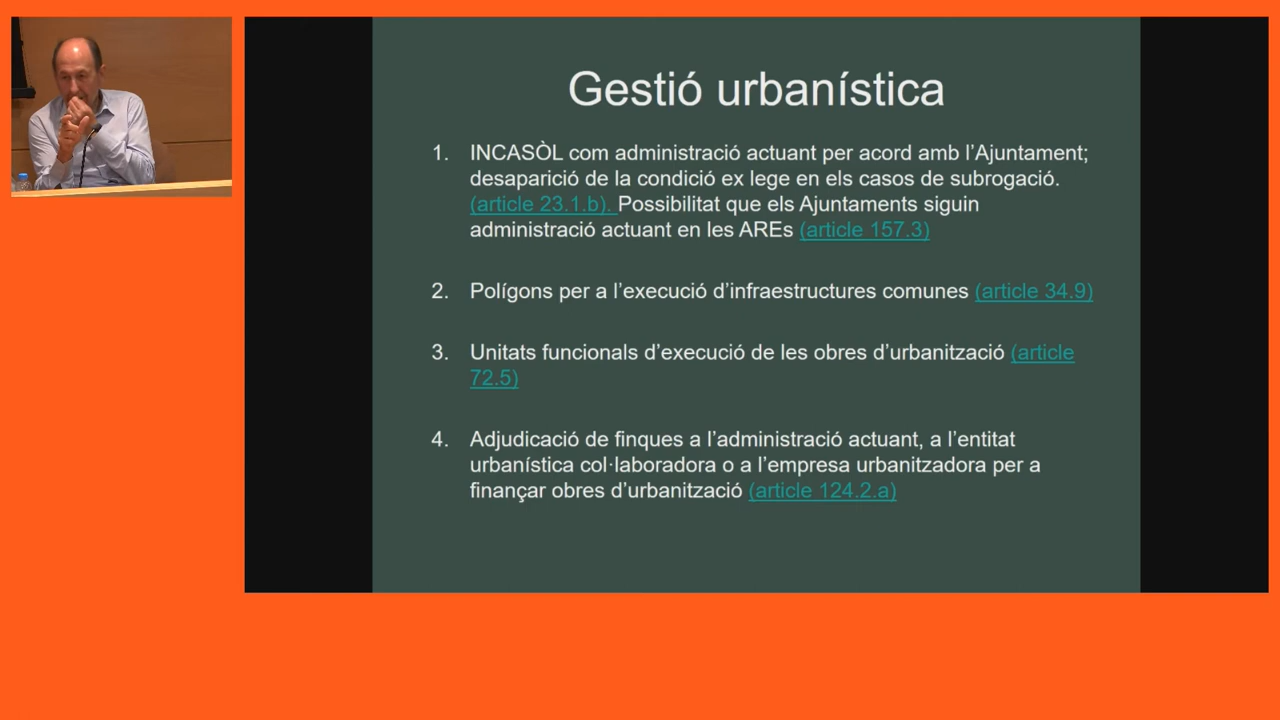 Gestió urbanística
1. INCASÒL com administració actuant per acord amb l’Ajuntament;
desaparició de la condició ex lege en els casos de subrogació.
(article 23.1.b). Possibilitat que els Ajuntaments siguin
administració actuant en les AREs (article 157.3)
2. Polígons per a l’execució d’infraestructures comunes (article 34.9)
3. Unitats funcionals d’execució de les obres d’urbanització (article
72.5)
4. Adjudicació de finques a l’administració actuant, a l’entitat
urbanística col·laboradora o a l’empresa urbanitzadora per a
finançar obres d’urbanització (article 124.2.a)